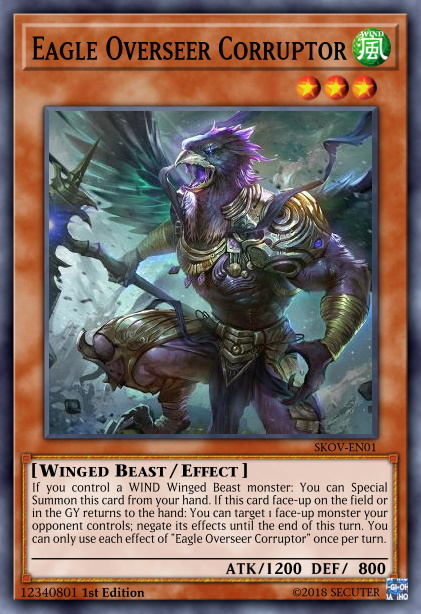 EAGLE OVERSEER CORRUPTOR
WIND
風
SKOV-EN01
[WINGED BEAST / EFFECT]
If you control a WIND Winged Beast monster: You can Special
Summon this card from your hand. If this card face-up on the field or
in the GY returns to the hand: You can target 1 face-up monster your
opponent controls; negate its effects until the end of this turn. You
can only use each effect of "Eagle Overseer Corruptor" once per turn.
ATK/1200 DEF/ 800
12340801 1st Edition
©2018 SECUTER